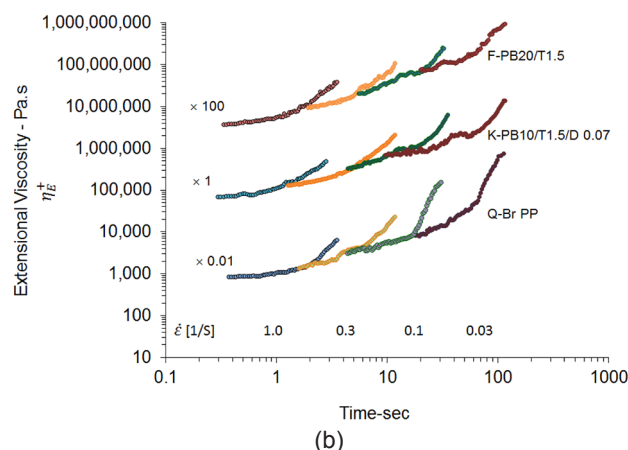 1,000,000,000
100,000,000
10,000,000
1,000,000
100,000
10,000
1,000
100
10
Extensional Viscosity - Pa.s
η_E^+
F-PB20/T1.5
× 100
K-PB10/T1.5/D 0.07
× 1
Q-Br PP
× 0.01
ε̇ [1/S] 1.0 0.3 0.1 0.03
0.1 1 10 100 1000
Time-sec
(b)